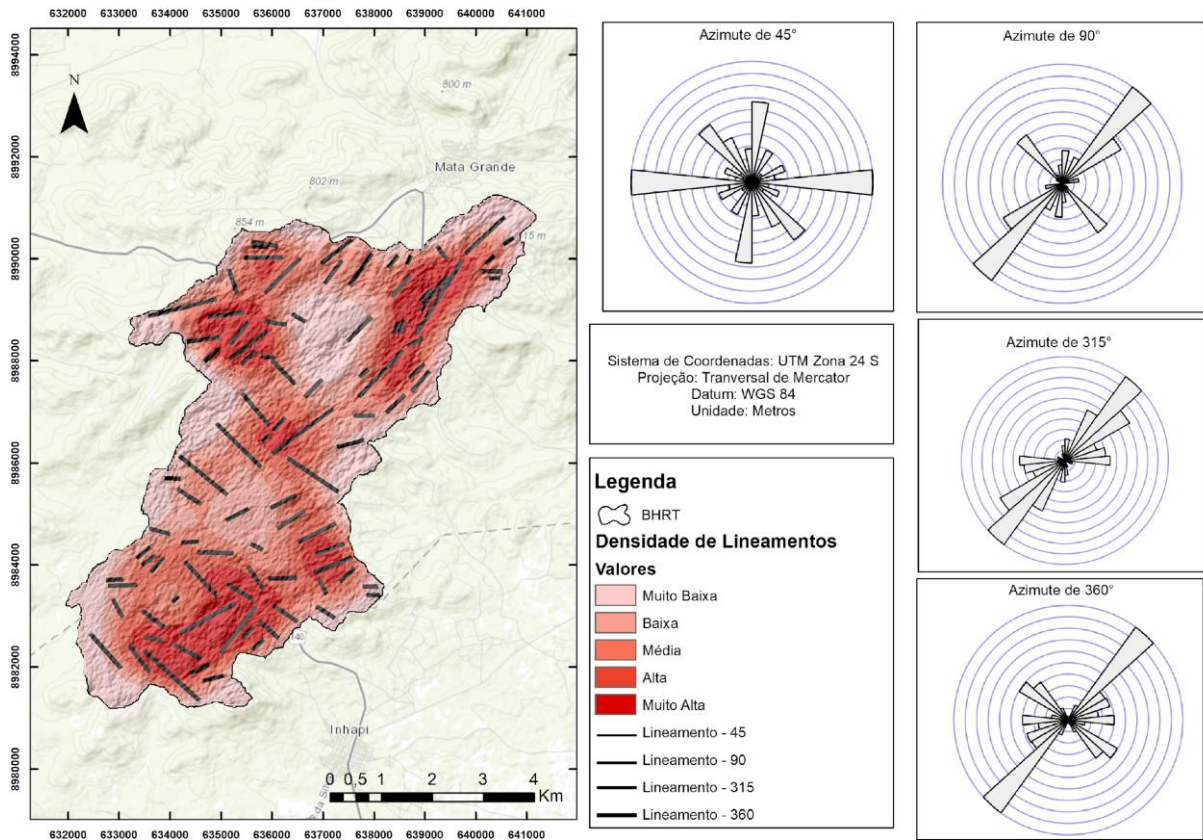 632000 633000 634000 635000 636000 637000 638000 639000 640000 641000
8994000
8992000
8990000
8988000
8986000
8984000
8982000
8980000
N
800 m
Mata Grande
802 m
854 m
15 m
140
Inhapi
0 0,5 1 2 3 4
Km
632000 633000 634000 635000 636000 637000 638000 639000 640000 641000
Azimute de 45°
Azimute de 90°
Sistema de Coordenadas: UTM Zona 24 S
Projeção: Tranversal de Mercator
Datum: WGS 84
Unidade: Metros
Azimute de 315°
Legenda
BHRT
Densidade de Lineamentos
Valores
Muito Baixa
Baixa
Média
Alta
Muito Alta
Lineamento - 45
Lineamento - 90
Lineamento - 315
Lineamento - 360
Azimute de 360°